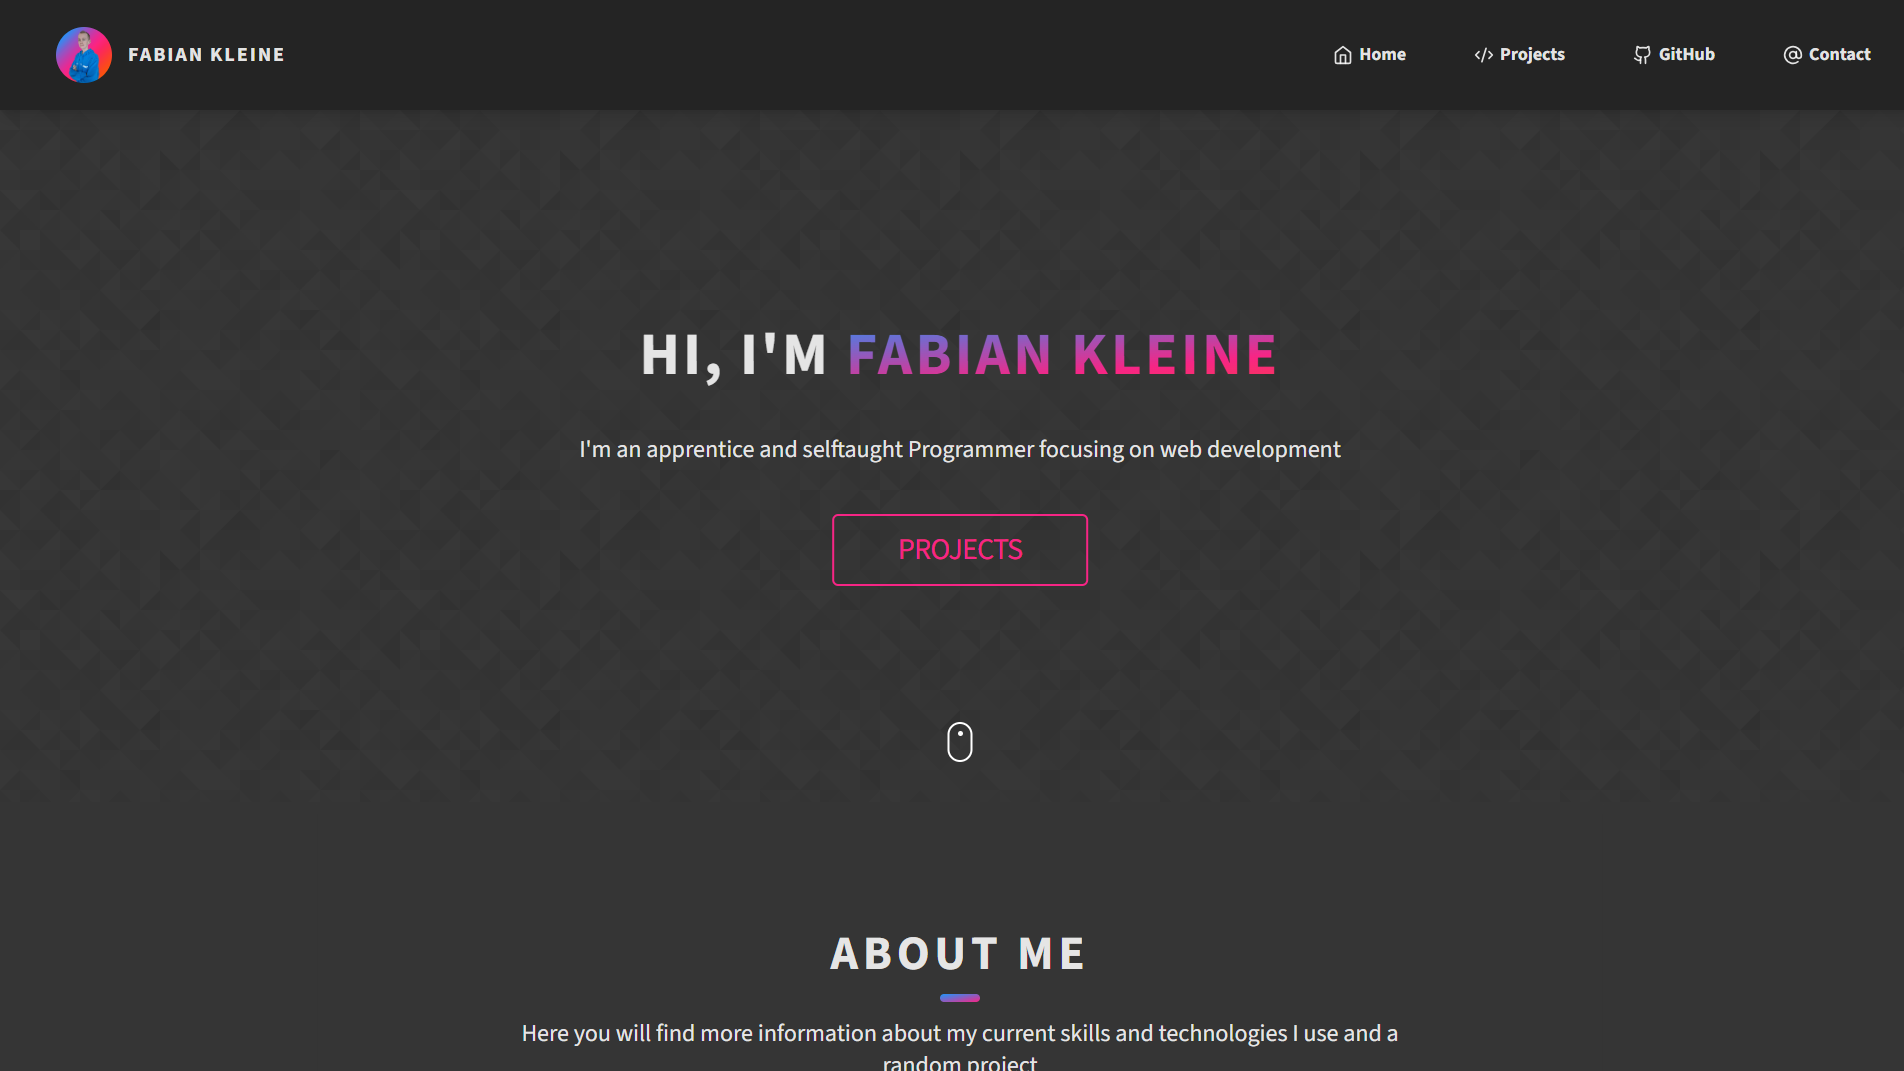 FABIAN KLEINE
Home
Projects
GitHub
Contact
HI, I'M FABIAN KLEINE
I'm an apprentice and selftaught Programmer focusing on web development
PROJECTS
ABOUT ME
Here you will find more information about my current skills and technologies I use and a
random project